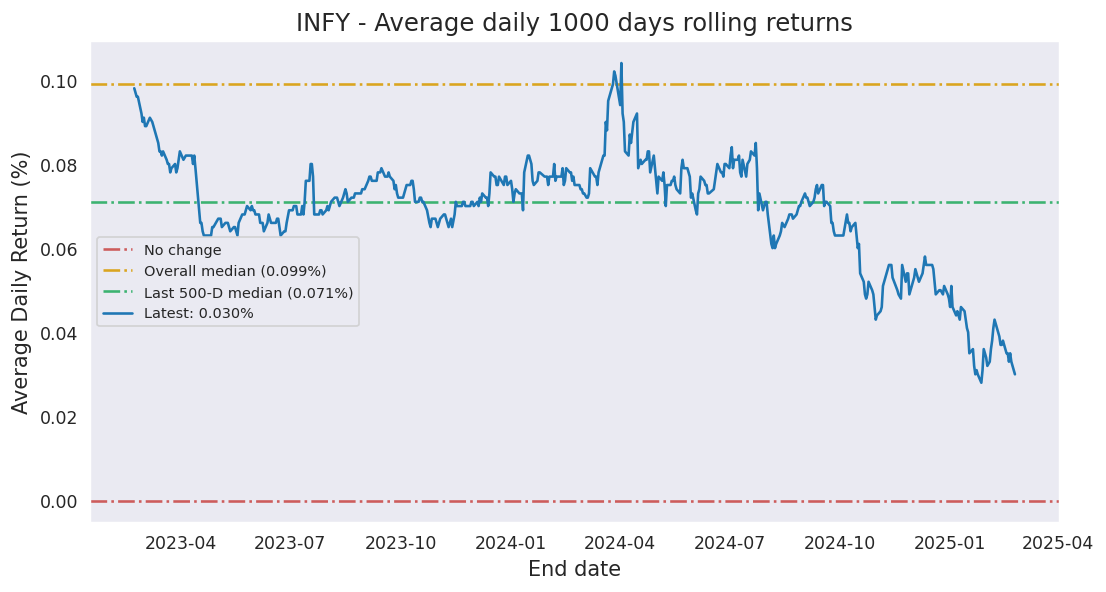 INFY - Average daily 1000 days rolling returns
Average Daily Return (%)
0.10
0.08
0.06
0.04
0.02
0.00
No change
Overall median (0.099%)
Last 500-D median (0.071%)
Latest: 0.030%
2023-04 2023-07 2023-10 2024-01 2024-04 2024-07 2024-10 2025-01 2025-04
End date